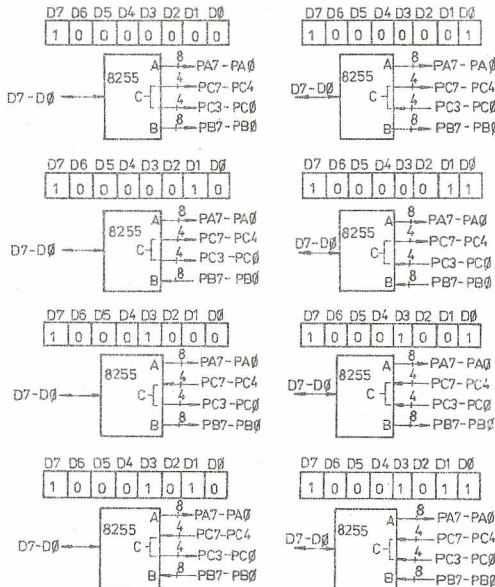 D7 D6 D5 D4 D3 D2 D1 DØ
1 0 0 0 0 0 0 0
8255
A 8 PA7-PAØ
4 PC7-PC4
D7-DØ
C
4 PC3-PCØ
B 8 PB7-PBØ
D7 D6 D5 D4 D3 D2 D1 DØ
1 0 0 0 0 0 0 1
8255
A 8 PA7-PAØ
4 PC7-PC4
D7-DØ
C
4 PC3-PCØ
B 8 PB7-PBØ
D7 D6 D5 D4 D3 D2 D1 DØ
1 0 0 0 0 0 1 0
8255
A 8 PA7-PAØ
4 PC7-PC4
D7-DØ
C
4 PC3-PCØ
B 8 PB7-PBØ
D7 D6 D5 D4 D3 D2 D1 DØ
1 0 0 0 0 0 1 1
8255
A 8 PA7-PAØ
4 PC7-PC4
D7-DØ
C
4 PC3-PCØ
B 8 PB7-PBØ
D7 D6 D5 D4 D3 D2 D1 DØ
1 0 0 0 1 0 0 0
8255
A 8 PA7-PAØ
4 PC7-PC4
D7-DØ
C
4 PC3-PCØ
B 8 PB7-PBØ
D7 D6 D5 D4 D3 D2 D1 DØ
1 0 0 0 1 0 0 1
8255
A 8 PA7-PAØ
4 PC7-PC4
D7-DØ
C
4 PC3-PCØ
B 8 PB7-PBØ
D7 D6 D5 D4 D3 D2 D1 DØ
1 0 0 0 1 0 1 0
8255
A 8 PA7-PAØ
4 PC7-PC4
D7-DØ
C
4 PC3-PCØ
B 8 PB7-PBØ
D7 D6 D5 D4 D3 D2 D1 DØ
1 0 0 0 1 0 1 1
8255
A 8 PA7-PAØ
4 PC7-PC4
D7-DØ
C
4 PC3-PCØ
B 8 PB7-PBØ